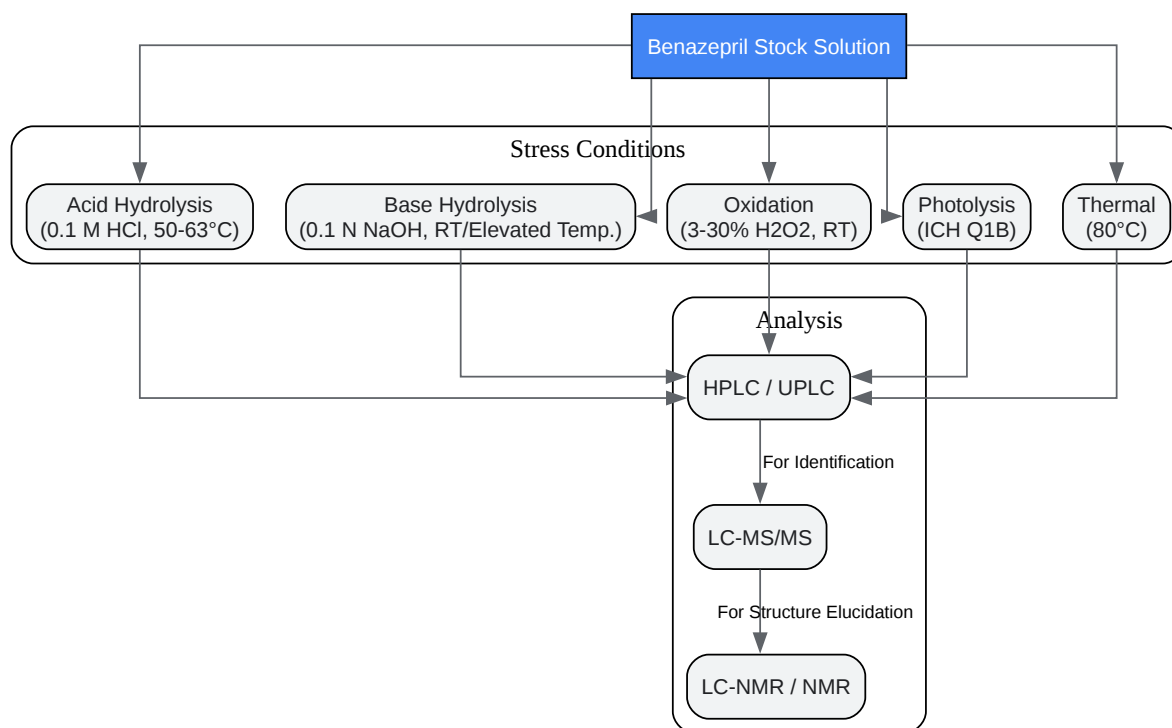 Benazepril Stock Solution
Stress Conditions
Acid Hydrolysis
(0.1 M HCl, 50-63°C)
Base Hydrolysis
(0.1 N NaOH, RT/Elevated Temp.)
Oxidation
(3-30% H2O2, RT)
Photolysis
(ICH Q1B)
Thermal
(80°C)
Analysis
HPLC / UPLC
For Identification
LC-MS/MS
For Structure Elucidation
LC-NMR / NMR